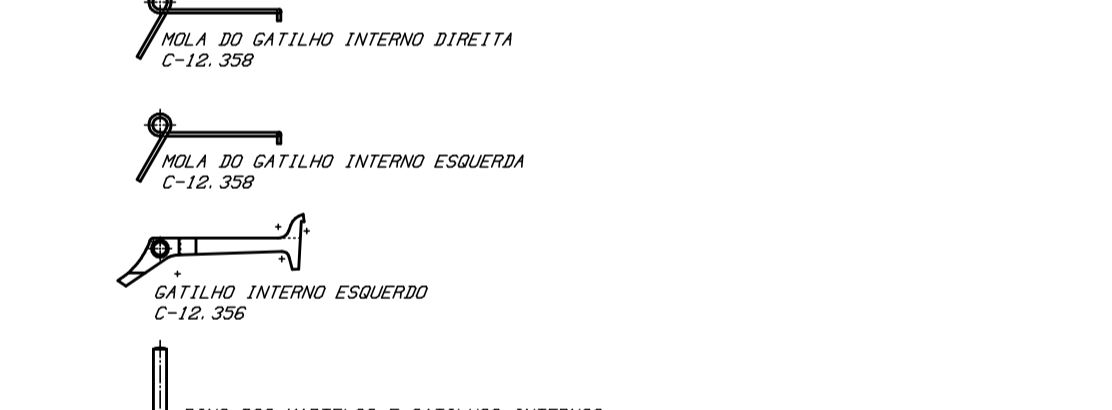 MOLA DO GATILHO INTERNO DIREITA
C-12.358
MOLA DO GATILHO INTERNO ESQUERDA
C-12.358
GATILHO INTERNO ESQUERDO
C-12.356